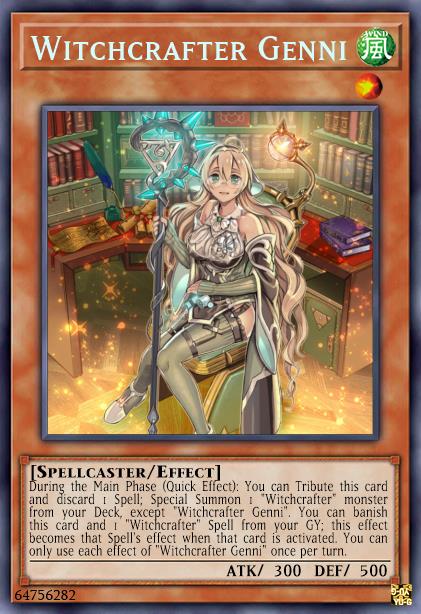 WITCHCRAFTER GENNI
WIND
風
[SPELLCASTER/EFFECT]
During the Main Phase (Quick Effect): You can Tribute this card
and discard 1 Spell; Special Summon 1 "Witchcrafter" monster
from your Deck, except "Witchcrafter Genni". You can banish
this card and 1 "Witchcrafter" Spell from your GY; this effect
becomes that Spell's effect when that card is activated. You can
only use each effect of "Witchcrafter Genni" once per turn.
ATK/ 300 DEF/ 500
64756282